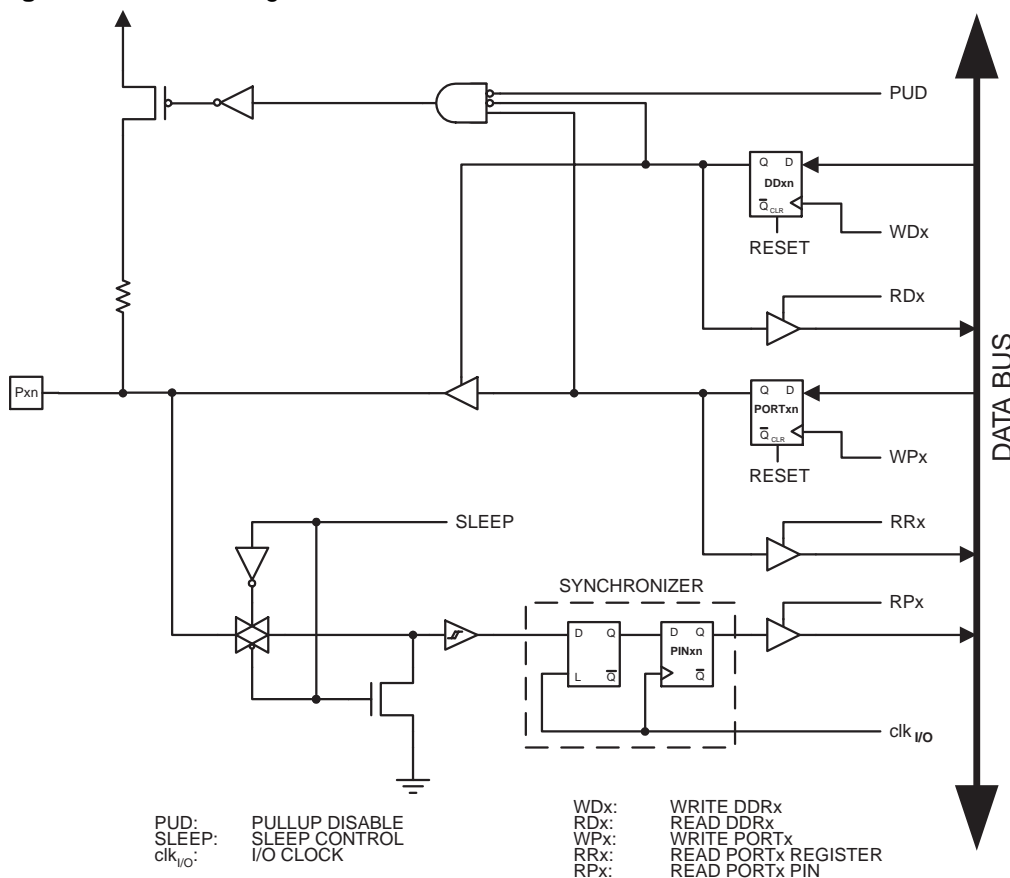 PUD
Q D
DDxn
Q CLR
WDx
RESET
RDx
DATA BUS
Pxn
Q D
PORTxn
Q CLR
WPx
RESET
RRx
SLEEP
SYNCHRONIZER
RPx
D Q
L Q
D Q
PINxn
Q
clk I/O
PUD: PULLUP DISABLE
SLEEP: SLEEP CONTROL
clkI/O: I/O CLOCK
WDx: WRITE DDRx
RDx: READ DDRx
WPx: WRITE PORTx
RRx: READ PORTx REGISTER
RPx: READ PORTx PIN